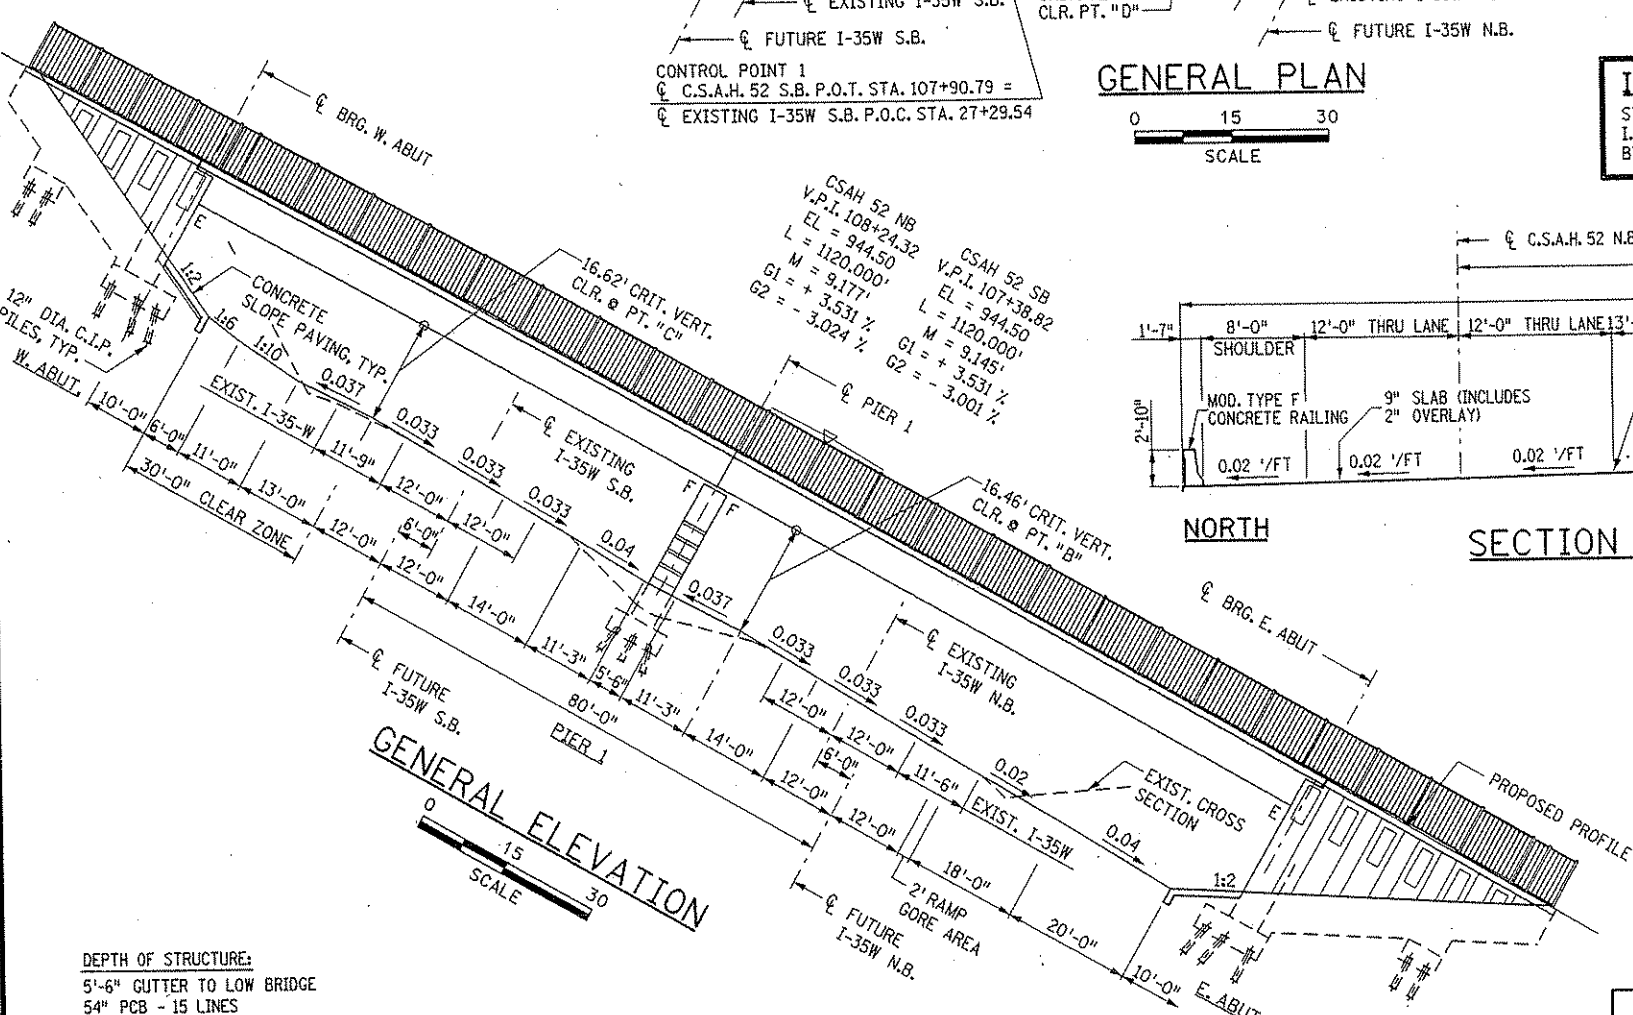 ℄ EXISTING I-35W S.B.
℄ FUTURE I-35W S.B.
CONTROL POINT 1
℄ C.S.A.H. 52 S.B. P.O.T. STA. 107+90.79 =
℄ EXISTING I-35W S.B. P.O.C. STA. 27+29.54
CLR. PT. "D"
℄ FUTURE I-35W N.B.
GENERAL PLAN
0 15 30
SCALE
℄ BRG. W. ABUT
CSAH 52 NB
V.P.I. 108+24.32
EL = 944.50
L = 1120.000'
M = 9.177'
G1 = + 3.531 %
G2 = - 3.024 %
CSAH 52 SB
V.P.I. 107+38.82
EL = 944.50
L = 1120.000'
M = 9.145'
G1 = + 3.531 %
G2 = - 3.001 %
℄ C.S.A.H. 52 N.B
1'-7"
8'-0"
SHOULDER
12'-0" THRU LANE
12'-0" THRU LANE
13'-
MOD. TYPE F
CONCRETE RAILING
9" SLAB (INCLUDES
2" OVERLAY)
2'-10"
0.02 '/FT
0.02 '/FT
0.02 '/FT
NORTH
SECTION
E
1:2
CONCRETE
SLOPE PAVING, TYP.
1:6
1:10
0.037
16.62' CRIT. VERT.
CLR. @ PT. "C"
12" DIA. C.I.P.
PILES, TYP.
W. ABUT.
EXIST. I-35-W
0.033
0.033
0.033
0.04
℄ EXISTING
I-35W S.B.
℄ PIER 1
F
F
16.46' CRIT. VERT.
CLR. @ PT. "B"
10'-0"
6'-0"
11'-0"
13'-0"
12'-0"
12'-0"
14'-0"
11'-3"
5'-6"
11'-3"
14'-0"
12'-0"
12'-0"
18'-0"
20'-0"
10'-0"
11'-9"
12'-0"
12'-0"
6'-0"
30'-0" CLEAR ZONE
℄ FUTURE
I-35W S.B.
80'-0"
PIER 1
0.037
0.033
0.033
0.033
0.02
0.04
℄ EXISTING
I-35W N.B.
12'-0"
12'-0"
6'-0"
11'-6"
EXIST. I-35W
EXIST. CROSS
SECTION
℄ BRG. E. ABUT
E
1:2
PROPOSED PROFILE
2' RAMP
GORE AREA
℄ FUTURE
I-35W N.B.
E. ABUT
GENERAL ELEVATION
0 15 30
SCALE
DEPTH OF STRUCTURE:
5'-6" GUTTER TO LOW BRIDGE
54" PCB - 15 LINES